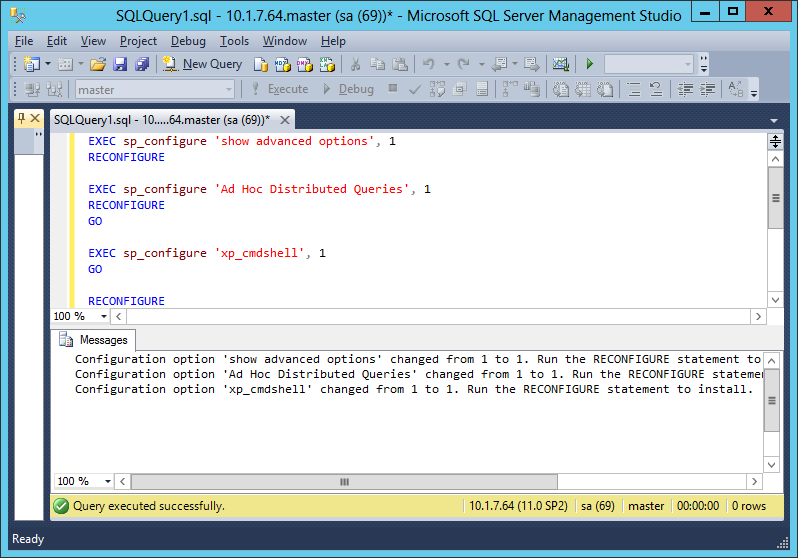 SQLQuery1.sql - 10.1.7.64.master (sa (69))* - Microsoft SQL Server Management Studio
File Edit View Project Debug Tools Window Help
New Query
master Execute Debug
SQLQuery1.sql - 10.....64.master (sa (69))*
EXEC sp_configure 'show advanced options', 1
RECONFIGURE
EXEC sp_configure 'Ad Hoc Distributed Queries', 1
RECONFIGURE
GO
EXEC sp_configure 'xp_cmdshell', 1
GO
RECONFIGURE
100 %
Messages
Configuration option 'show advanced options' changed from 1 to 1. Run the RECONFIGURE statement to
Configuration option 'Ad Hoc Distributed Queries' changed from 1 to 1. Run the RECONFIGURE stateme
Configuration option 'xp_cmdshell' changed from 1 to 1. Run the RECONFIGURE statement to install.
100 %
Query executed successfully. 10.1.7.64 (11.0 SP2) sa (69) master 00:00:00 0 rows
Ready